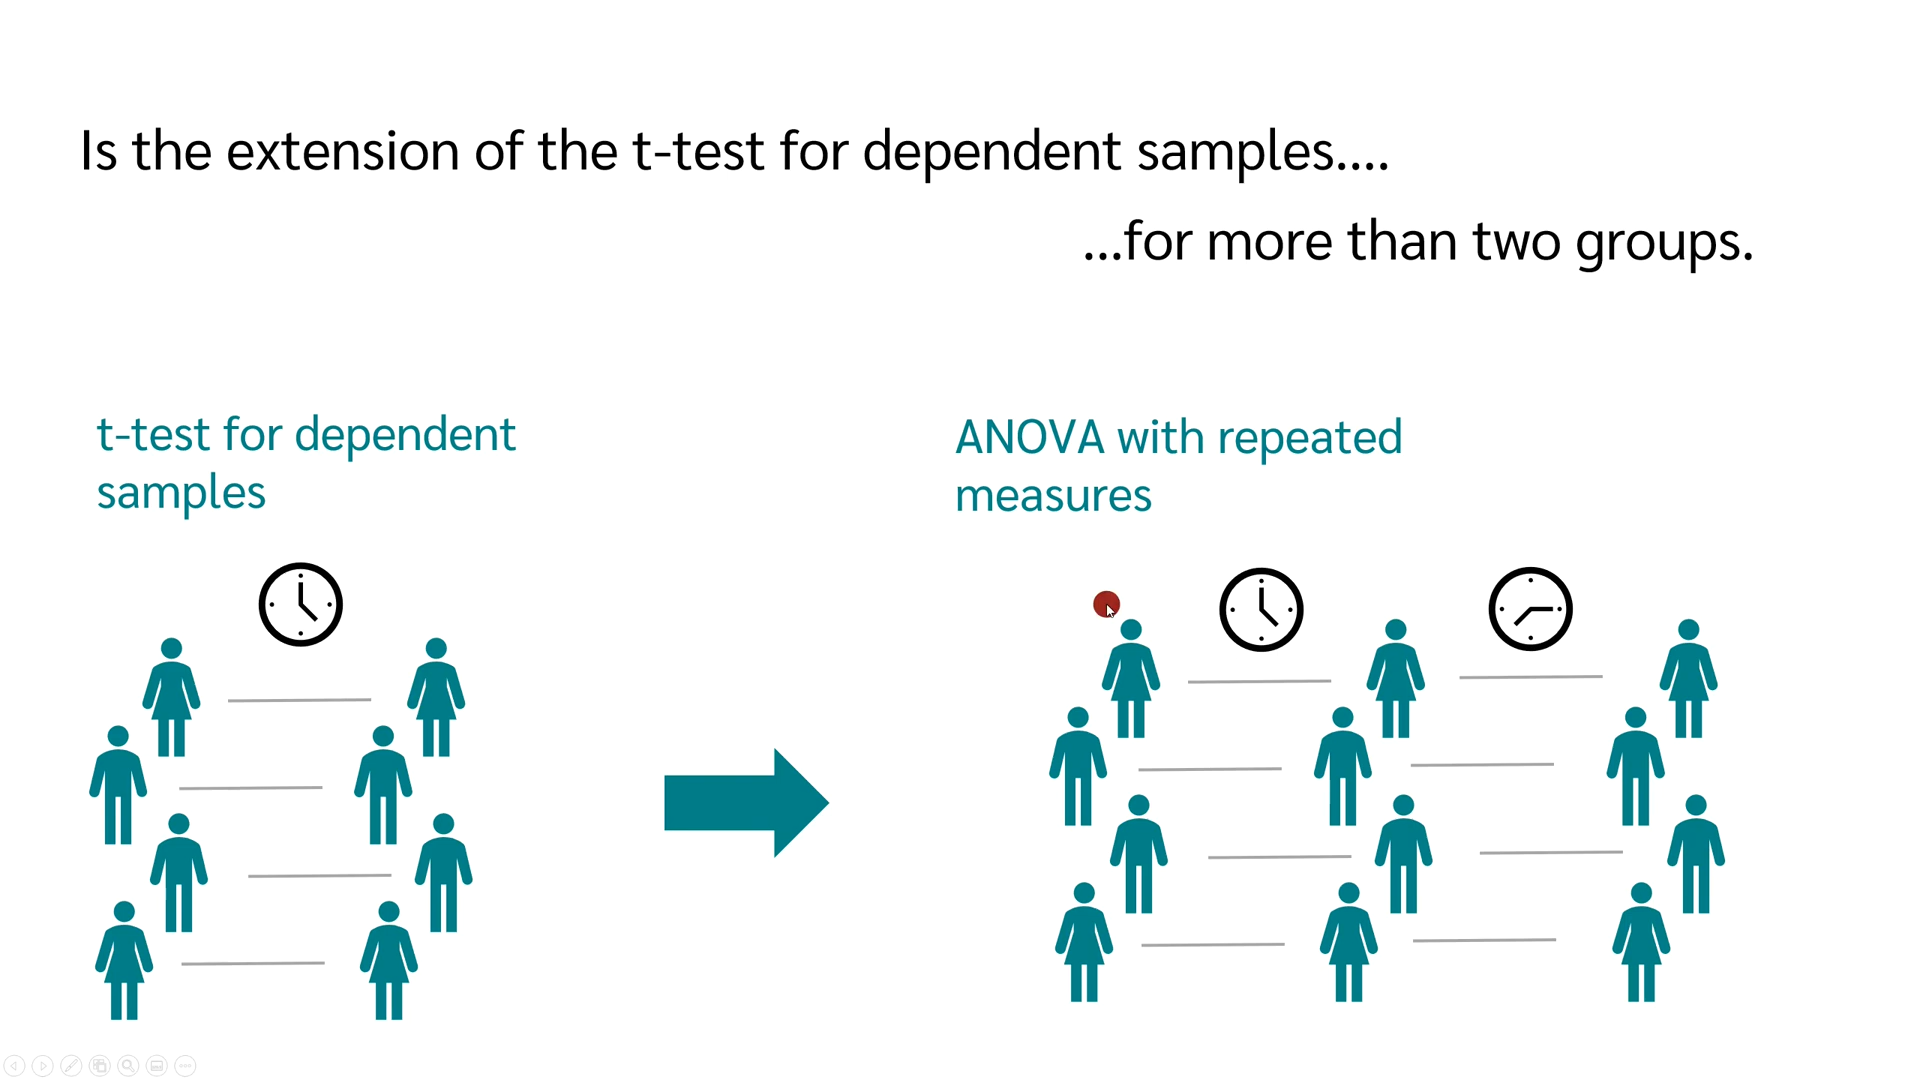 Is the extension of the t-test for dependent samples....
...for more than two groups.
t-test for dependent
samples
ANOVA with repeated
measures